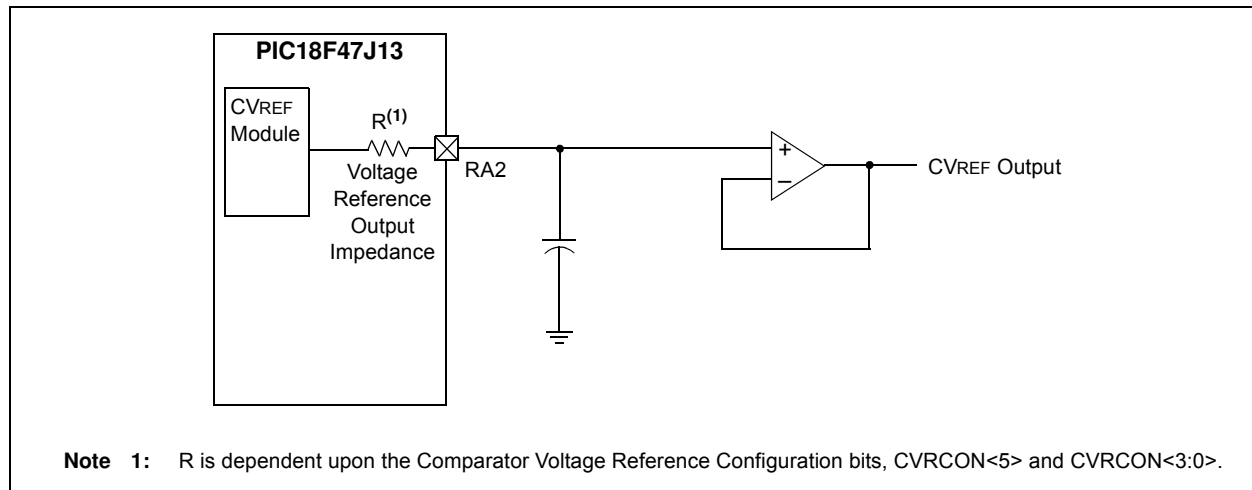 PIC18F47J13
CVREF
Module
R(1)
Voltage
Reference
Output
Impedance
RA2
+
–
CVREF Output
Note 1: R is dependent upon the Comparator Voltage Reference Configuration bits, CVRCON<5> and CVRCON<3:0>.